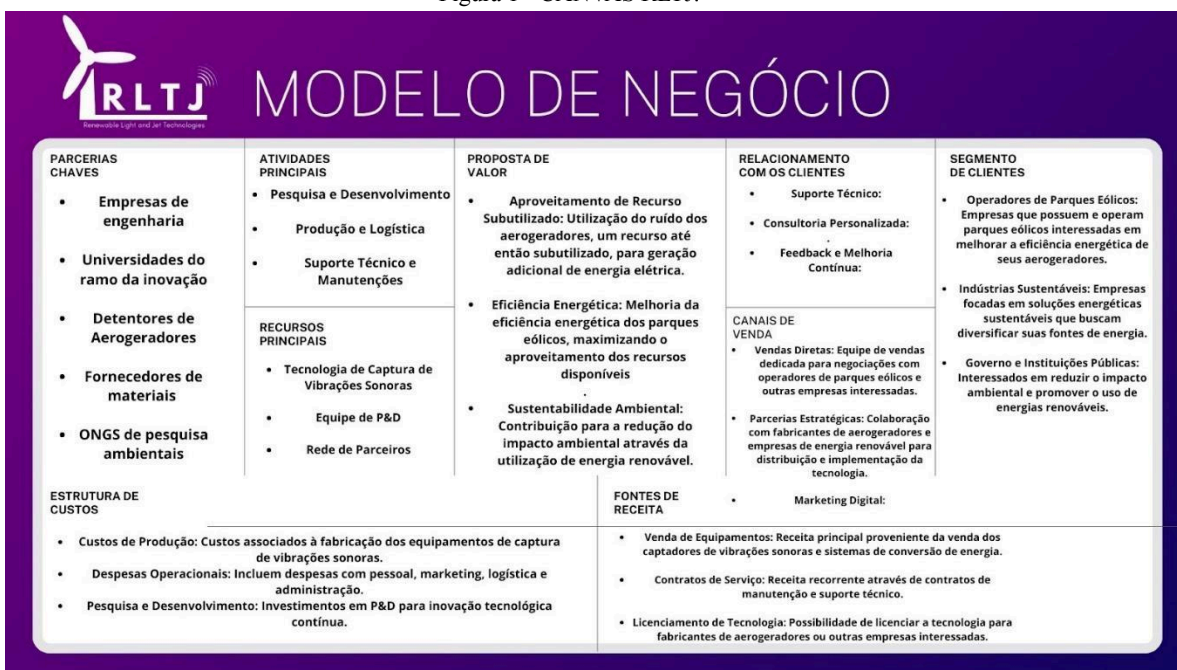 RLTJ
Renewable Light and Jet Technologies
MODELO DE NEGÓCIO
PARCERIAS
CHAVES
• Empresas de
engenharia
• Universidades do
ramo da inovação
• Detentores de
Aerogeradores
• Fornecedores de
materiais
• ONGS de pesquisa
ambientais
ATIVIDADES
PRINCIPAIS
• Pesquisa e Desenvolvimento
• Produção e Logística
• Suporte Técnico e
Manutenções
RECURSOS
PRINCIPAIS
• Tecnologia de Captura de
Vibrações Sonoras
• Equipe de P&D
• Rede de Parceiros
PROPOSTA DE
VALOR
• Aproveitamento de Recurso
Subutilizado: Utilização do ruído dos
aerogeradores, um recurso até
então subutilizado, para geração
adicional de energia elétrica.
• Eficiência Energética: Melhoria da
eficiência energética dos parques
eólicos, maximizando o
aproveitamento dos recursos
disponíveis
.
• Sustentabilidade Ambiental:
Contribuição para a redução do
impacto ambiental através da
utilização de energia renovável.
RELACIONAMENTO
COM OS CLIENTES
• Suporte Técnico:
• Consultoria Personalizada:
.
• Feedback e Melhoria
Contínua:
CANAIS DE
VENDA
• Vendas Diretas: Equipe de vendas
dedicada para negociações com
operadores de parques eólicos e
outras empresas interessadas.
• Parcerias Estratégicas: Colaboração
com fabricantes de aerogeradores e
empresas de energia renovável para
distribuição e implementação da
tecnologia.
• Marketing Digital:
SEGMENTO
DE CLIENTES
• Operadores de Parques Eólicos:
Empresas que possuem e operam
parques eólicos interessadas em
melhorar a eficiência energética de
seus aerogeradores.
• Indústrias Sustentáveis: Empresas
focadas em soluções energéticas
sustentáveis que buscam
diversificar suas fontes de energia.
• Governo e Instituições Públicas:
Interessados em reduzir o impacto
ambiental e promover o uso de
energias renováveis.
ESTRUTURA DE
CUSTOS
• Custos de Produção: Custos associados à fabricação dos equipamentos de captura
de vibrações sonoras.
• Despesas Operacionais: Incluem despesas com pessoal, marketing, logística e
administração.
• Pesquisa e Desenvolvimento: Investimentos em P&D para inovação tecnológica
contínua.
FONTES DE
RECEITA
• Venda de Equipamentos: Receita principal proveniente da venda dos
captadores de vibrações sonoras e sistemas de conversão de energia.
• Contratos de Serviço: Receita recorrente através de contratos de
manutenção e suporte técnico.
• Licenciamento de Tecnologia: Possibilidade de licenciar a tecnologia para
fabricantes de aerogeradores ou outras empresas interessadas.